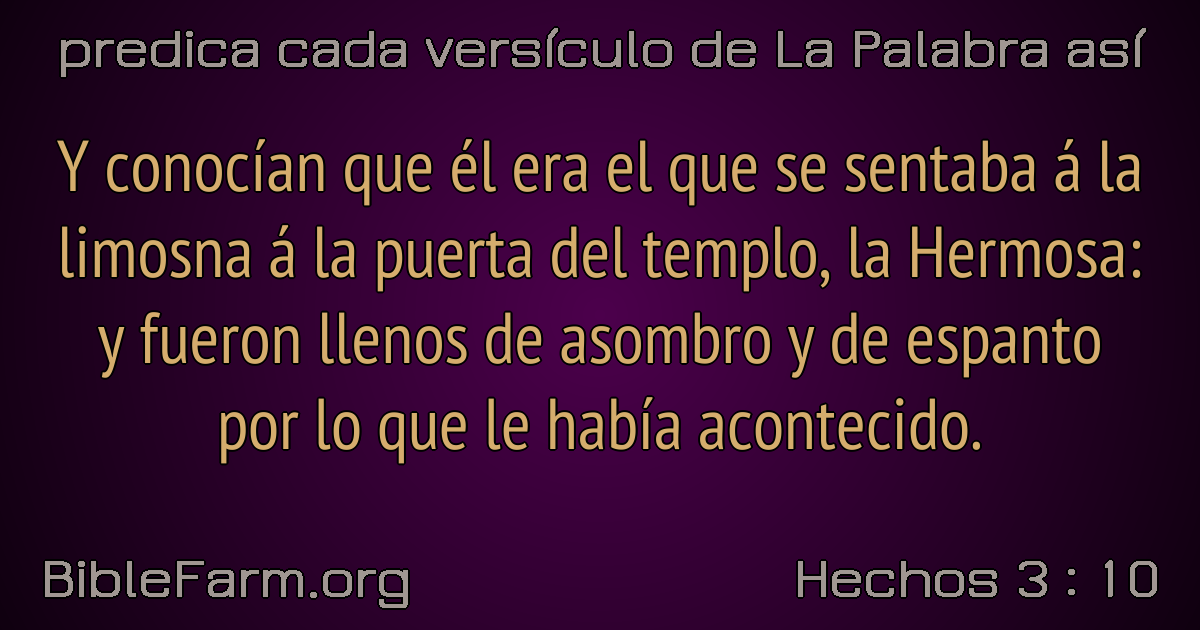 predica cada versículo de La Palabra así
Y conocían que él era el que se sentaba á la
limosna á la puerta del templo, la Hermosa:
y fueron llenos de asombro y de espanto
por lo que le había acontecido.
BibleFarm.org
Hechos 3 : 10